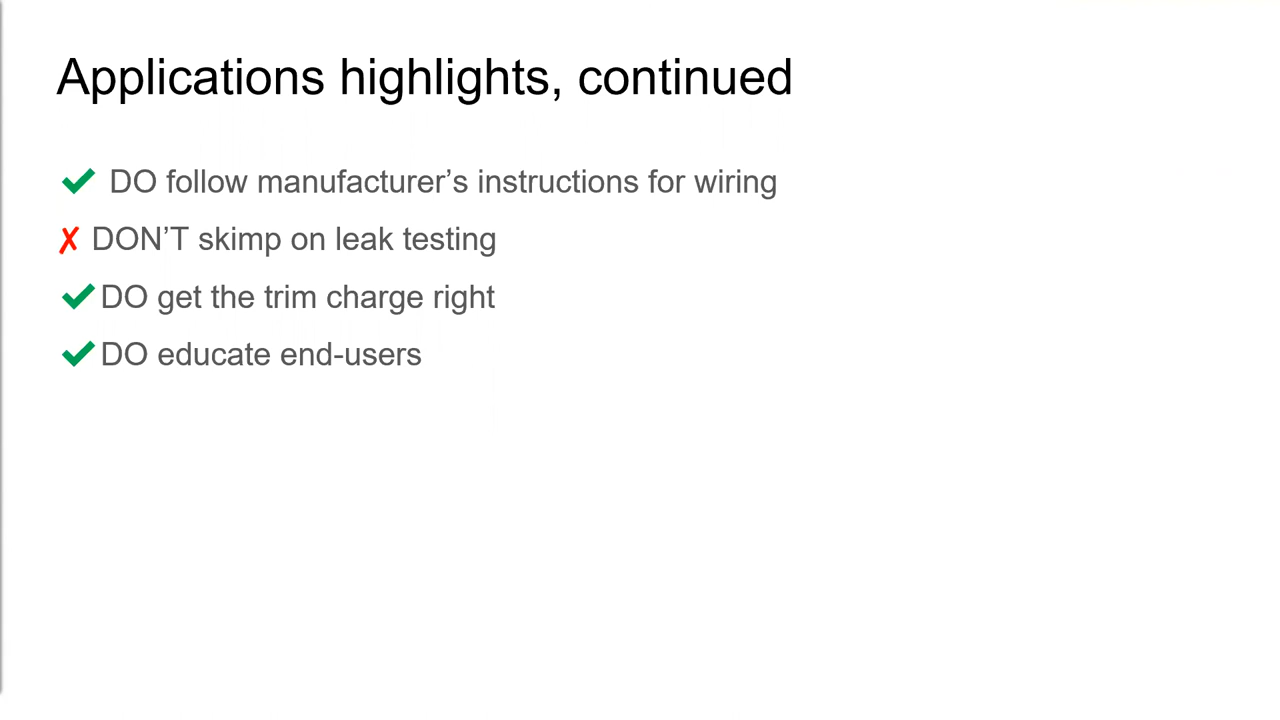 Applications highlights, continued
✔ DO follow manufacturer’s instructions for wiring
✗ DON’T skimp on leak testing
✔ DO get the trim charge right
✔ DO educate end-users